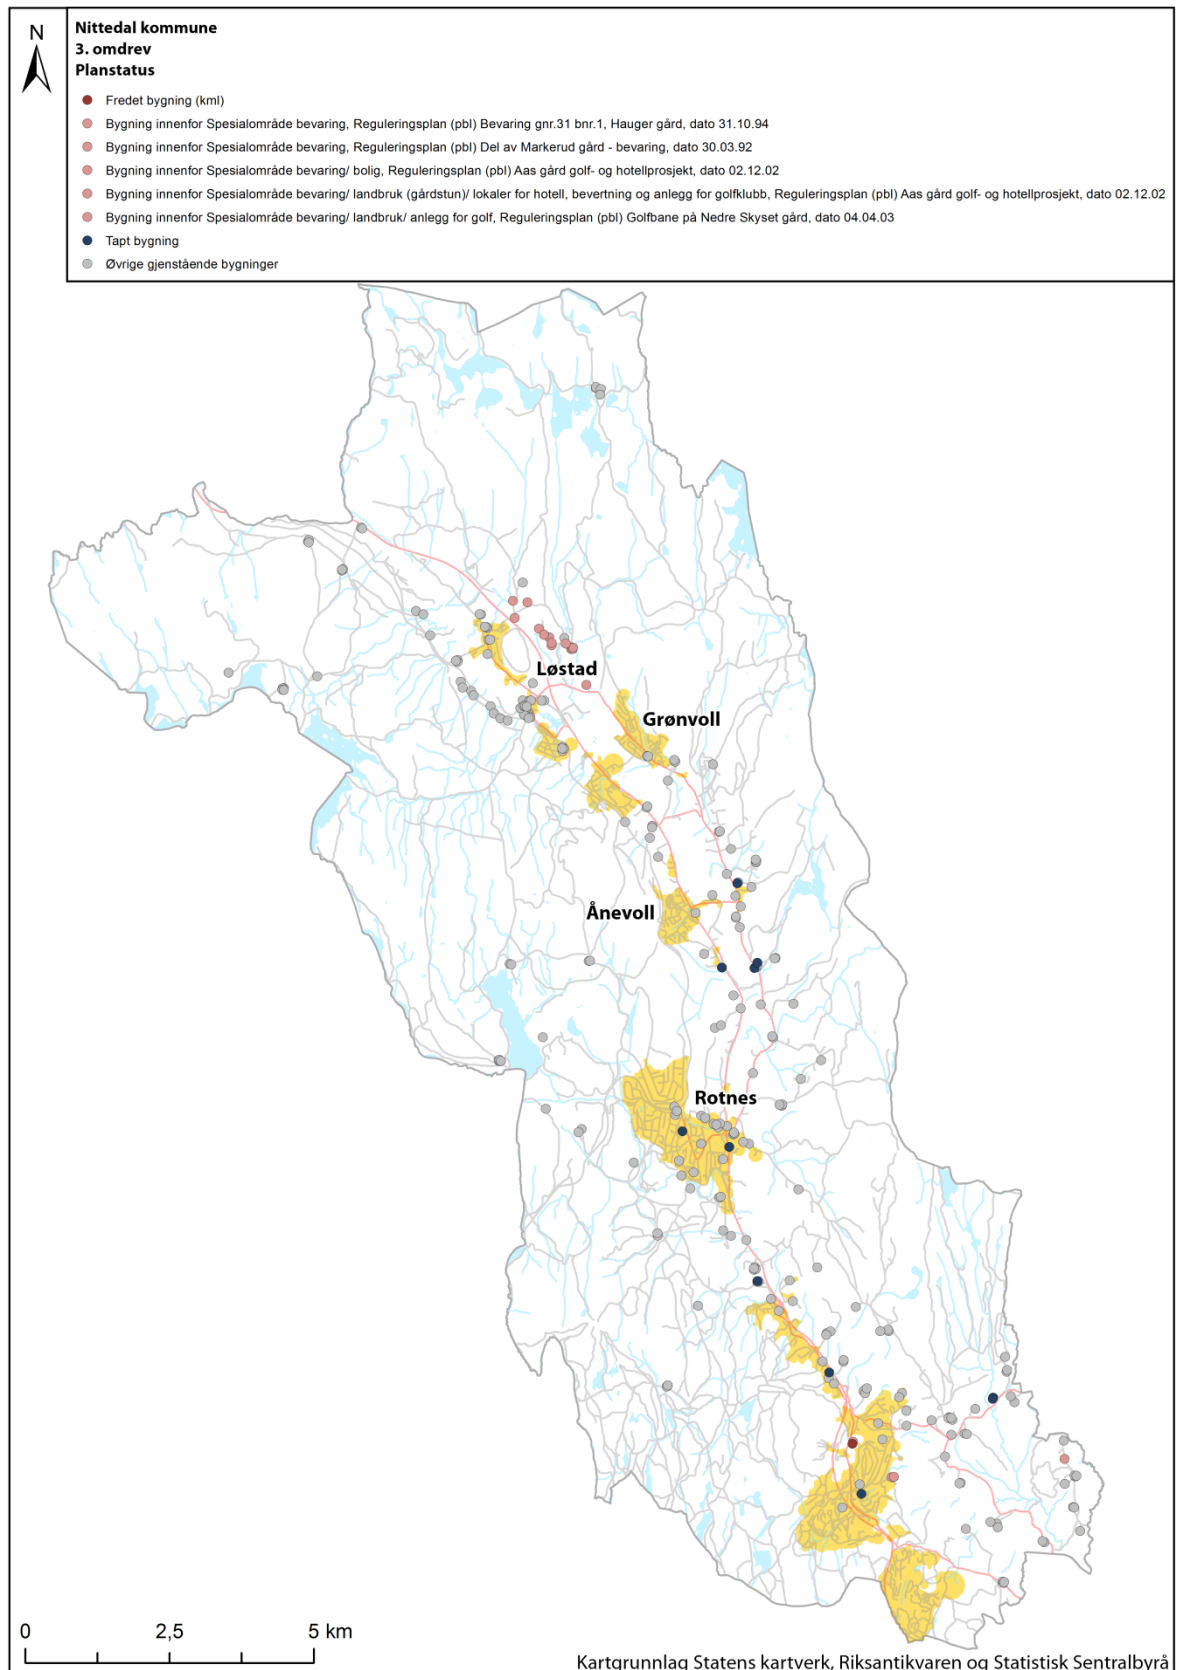 N
Nittedal kommune
3. omdrev
Planstatus
Fredet bygning (kml)
Bygning innenfor Spesialområde bevaring, Reguleringsplan (pbl) Bevaring gnr.31 bnr.1, Hauger gård, dato 31.10.94
Bygning innenfor Spesialområde bevaring, Reguleringsplan (pbl) Del av Markerud gård - bevaring, dato 30.03.92
Bygning innenfor Spesialområde bevaring/ bolig, Reguleringsplan (pbl) Aas gård golf- og hotellprosjekt, dato 02.12.02
Bygning innenfor Spesialområde bevaring/ landbruk (gårdstun)/ lokaler for hotell, bevertning og anlegg for golfklubb, Reguleringsplan (pbl) Aas gård golf- og hotellprosjekt, dato 02.12.02
Bygning innenfor Spesialområde bevaring/ landbruk/ anlegg for golf, Reguleringsplan (pbl) Golfbane på Nedre Skyset gård, dato 04.04.03
Tapt bygning
Øvrige gjenstående bygninger
Løstad
Grønvoll
Ånevoll
Rotnes
0 2,5 5 km
Kartgrunnlag Statens kartverk, Riksantikvaren og Statistisk Sentralbyrå